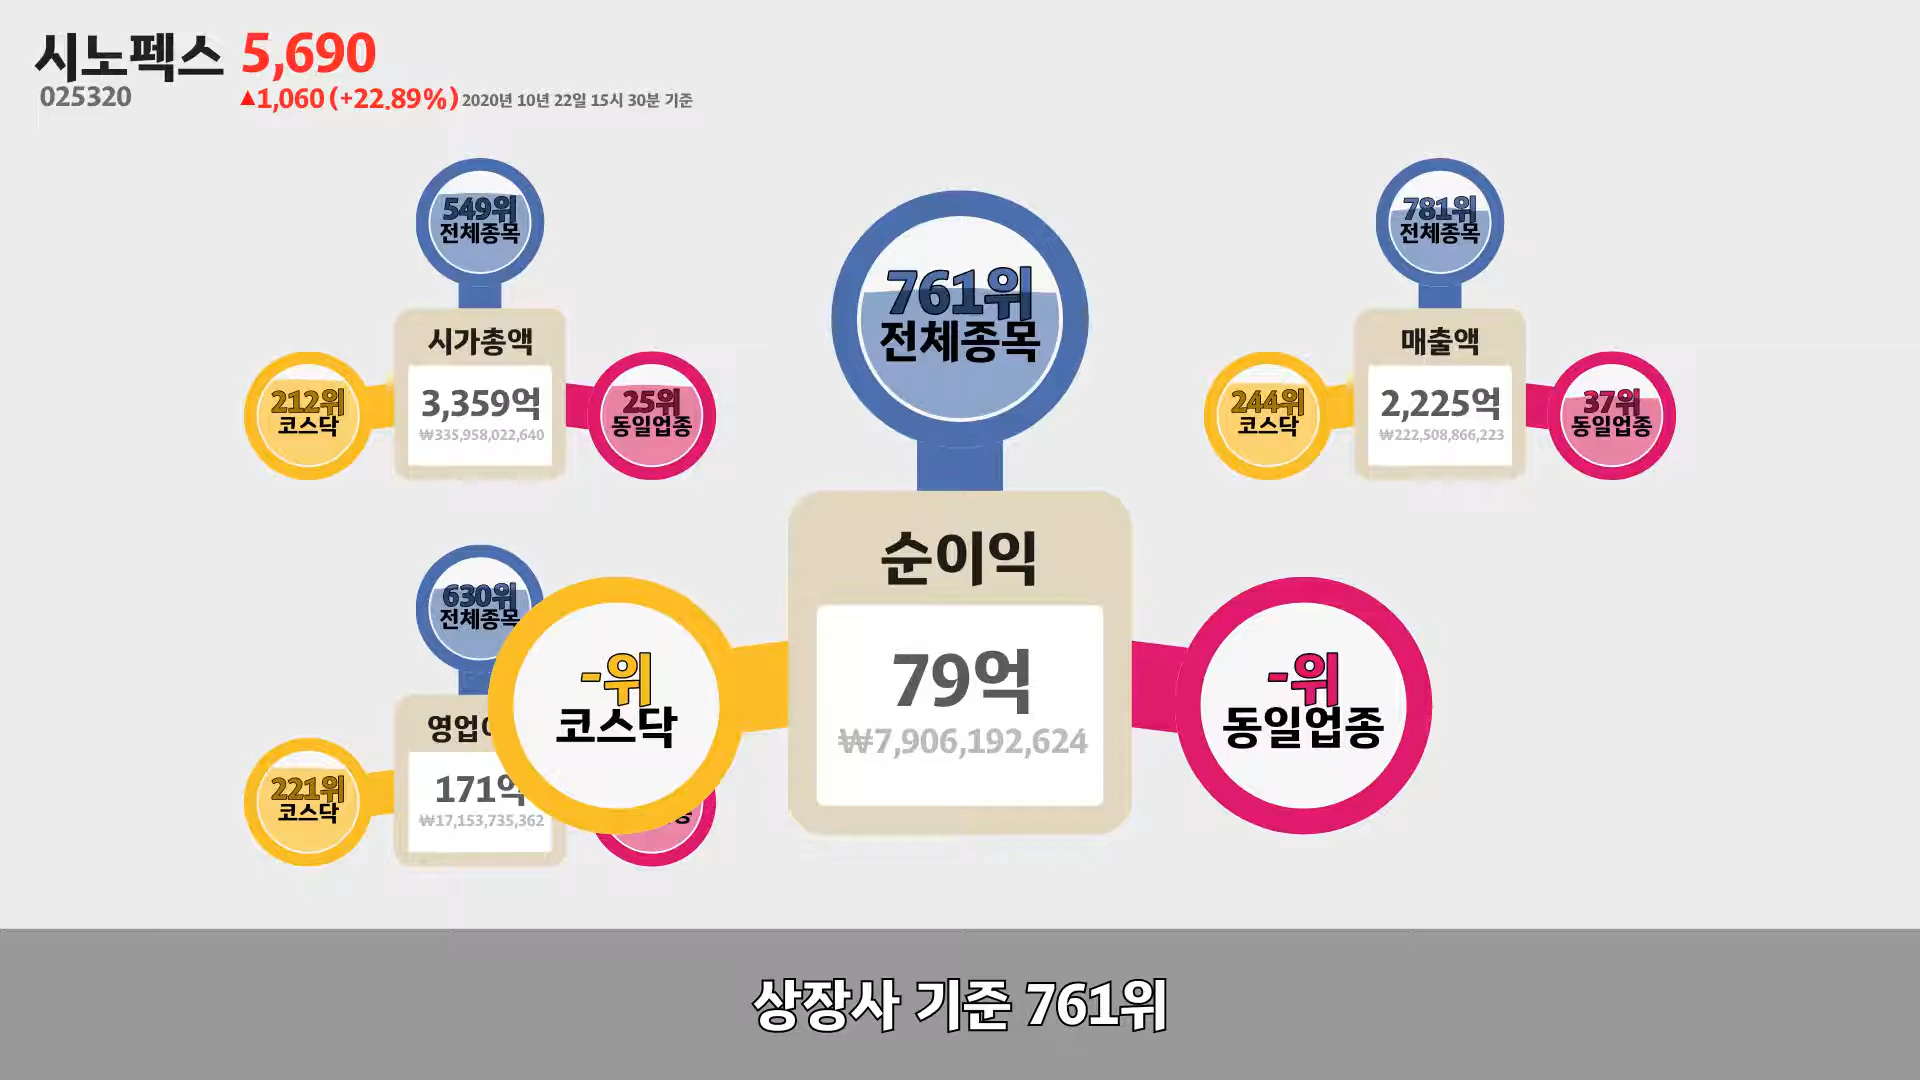 시노펙스 5,690
025320
▲1,060 (+22.89%) 2020년 10년 22일 15시 30분 기준
549위
전체종목
시가총액
3,359억
₩335,958,022,640
212위
코스닥
25위
동일업종
761위
전체종목
순이익
79억
₩7,906,192,624
-위
코스닥
-위
동일업종
781위
전체종목
매출액
2,225억
₩222,508,866,223
244위
코스닥
37위
동일업종
630위
전체종목
171억
₩17,153,735,362
221위
코스닥
상장사 기준 761위